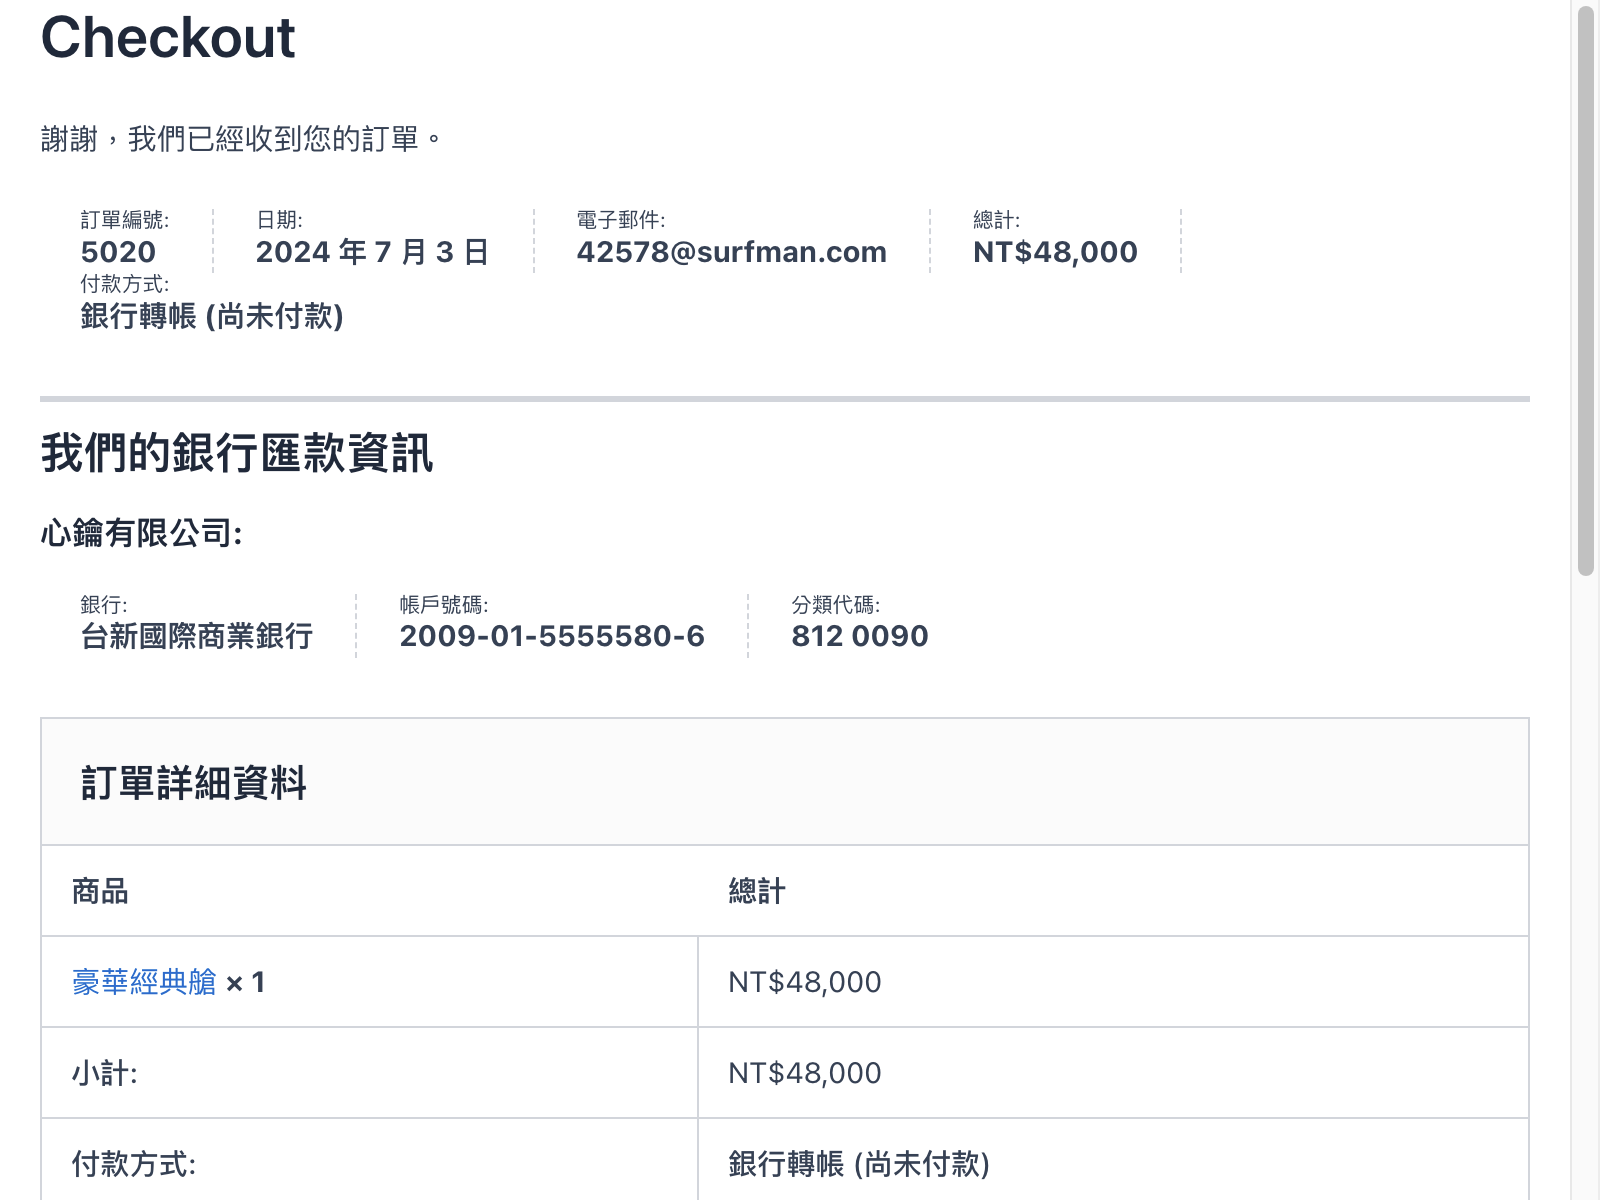 Checkout
謝謝，我們已經收到您的訂單。
訂單編號: 日期: 電子郵件: 總計:
5020 2024 年 7 月 3 日 42578@surfman.com NT$48,000
付款方式:
銀行轉帳 (尚未付款)
我們的銀行匯款資訊
心鑰有限公司:
銀行: 帳戶號碼: 分類代碼:
台新國際商業銀行 2009-01-5555580-6 812 0090
訂單詳細資料
商品 總計
豪華經典艙 × 1 NT$48,000
小計: NT$48,000
付款方式: 銀行轉帳 (尚未付款)